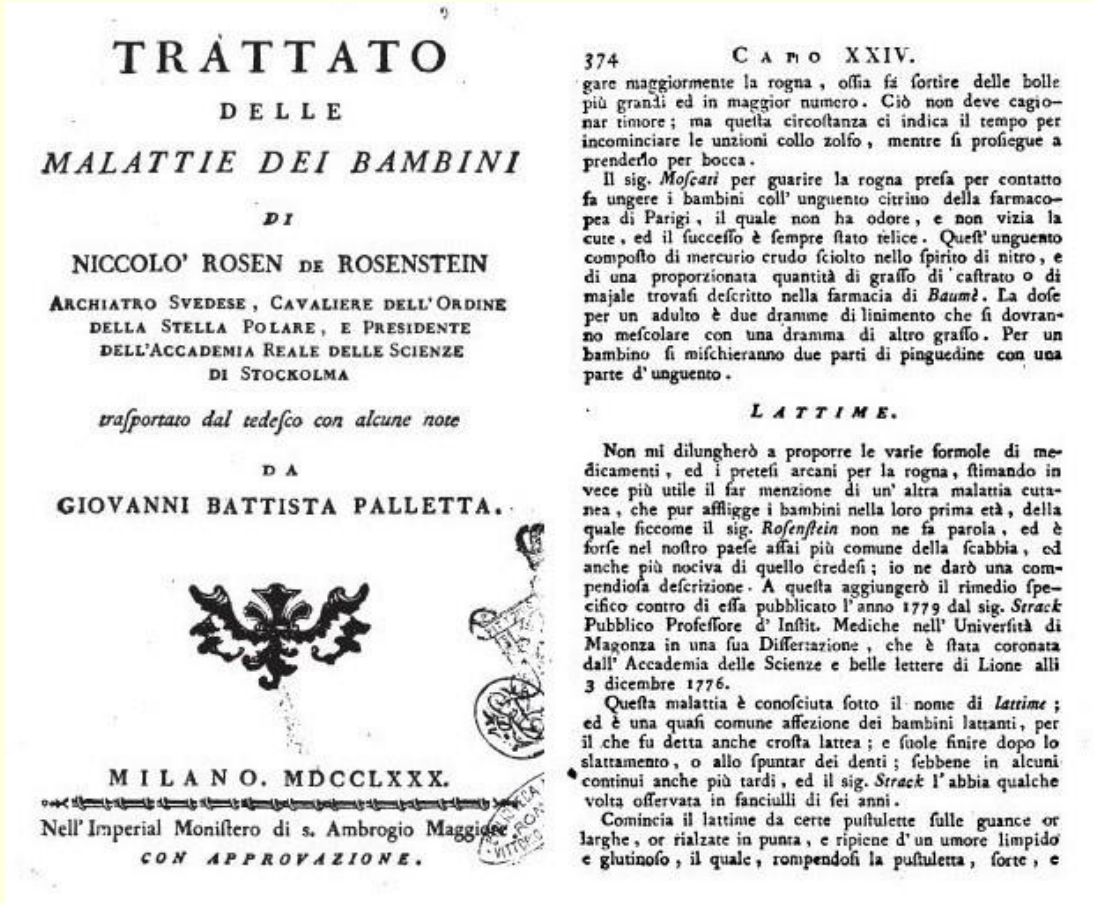 TRATTATO
DELLE
MALATTIE DEI BAMBINI
DI
NICCOLO' ROSEN DE ROSENSTEIN
ARCHIATRO SVEDESE, CAVALIERE DELL'ORDINE
DELLA STELLA POLARE, E PRESIDENTE
DELL'ACCADEMIA REALE DELLE SCIENZE
DI STOCKOLMA
traſportato dal tedeſco con alcune note
DA
GIOVANNI BATTISTA PALLETTA.
MILANO. MDCCLXXX.
Nell'Imperial Moniſtero di s. Ambrogio Maggiore.
CON APPROVAZIONE.
374 CAPO XXIV.
gare maggiormente la rogna, oſſia fa ſortire delle bolle
più grandi ed in maggior numero. Ciò non deve cagio-
nar timore; ma queſta circoſtanza ci indica il tempo per
incominciare le unzioni collo zolfo, mentre ſi proſiegue a
prenderlo per bocca.
Il sig. Moſcati per guarire la rogna preſa per contatto
fa ungere i bambini coll' unguento citrino della farmaco-
pea di Parigi, il quale non ha odore, e non vizia la
cute, ed il ſucceſſo è ſempre ſtato felice. Queſt' unguento
compoſto di mercurio crudo ſciolto nello ſpirito di nitro, e
di una proporzionata quantità di graſſo di caſtrato o di
majale trovaſi deſcritto nella farmacia di Baumè. La doſe
per un adulto è due dramme di linimento che ſi dovran-
no meſcolare con una dramma di altro graſſo. Per un
bambino ſi miſchieranno due parti di pinguedine con una
parte d' unguento.
LATTIME.
Non mi dilungherò a proporre le varie formole di me-
dicamenti, ed i preteſi arcani per la rogna, ſtimando in
vece più utile il far menzione di un' altra malattia cuta-
nea, che pur affligge i bambini nella loro prima età, della
quale ſiccome il sig. Roſenſtein non ne fa parola, ed è
forſe nel noſtro paeſe aſſai più comune della ſcabbia, ed
anche più nociva di quello credeſi; io ne darò una com-
pendioſa deſcrizione. A queſta aggiungerò il rimedio ſpe-
cifico contro di eſſa pubblicato l' anno 1779 dal sig. Strack
Pubblico Profeſſore d' Inſtit. Mediche nell' Univerſità di
Magonza in una ſua Diſſertazione, che è ſtata coronata
dall' Accademia delle Scienze e belle lettere di Lione alli
3 dicembre 1776.
Queſta malattia è conoſciuta ſotto il nome di lattime;
ed è una quaſi comune affezione dei bambini lattanti, per
il che fu detta anche croſta lattea; e ſuole finire dopo lo
slattamento, o allo ſpuntar dei denti; ſebbene in alcuni
continui anche più tardi, ed il sig. Strack l' abbia qualche
volta oſſervata in fanciulli di ſei anni.
Comincia il lattime da certe puſtulette ſulle guance or
larghe, or rialzate in punta, e ripiene d' un umore limpido
e glutinoſo, il quale, rompendoſi la puſtuletta, ſorte, e